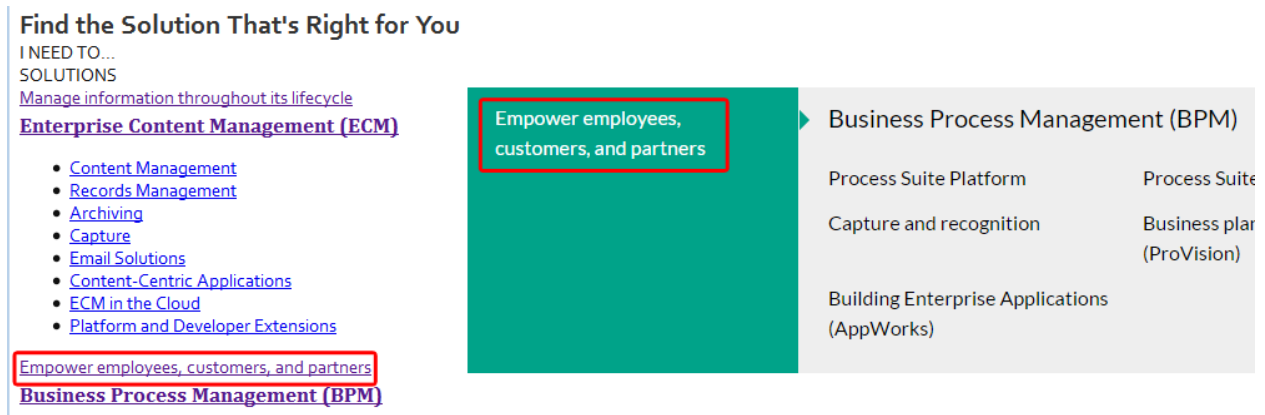 Find the Solution That's Right for You
I NEED TO...
SOLUTIONS
Manage information throughout its lifecycle
Enterprise Content Management (ECM)
Content Management
Records Management
Archiving
Capture
Email Solutions
Content-Centric Applications
ECM in the Cloud
Platform and Developer Extensions
Empower employees, customers, and partners
Business Process Management (BPM)
Empower employees,
customers, and partners
Business Process Management (BPM)
Process Suite Platform
Process Suite
Capture and recognition
Business plan
(ProVision)
Building Enterprise Applications
(AppWorks)